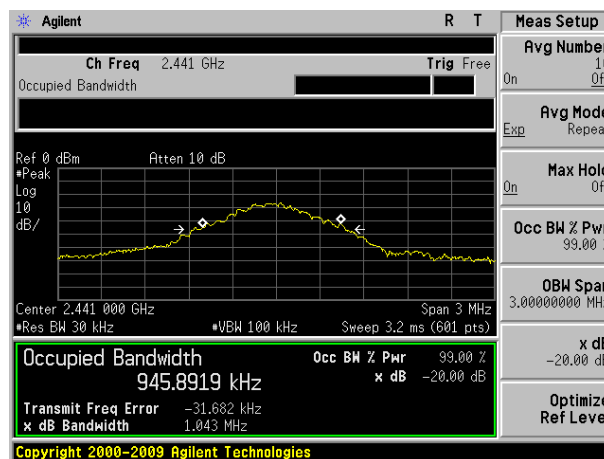 Agilent R T
Ch Freq 2.441 GHz Trig Free
Occupied Bandwidth
Ref 0 dBm Atten 10 dB
#Peak
Log
10
dB/
Center 2.441 000 GHz Span 3 MHz
#Res BW 30 kHz #VBW 100 kHz Sweep 3.2 ms (601 pts)
Occupied Bandwidth Occ BW % Pwr 99.00 %
945.8919 kHz x dB -20.00 dB
Transmit Freq Error -31.682 kHz
x dB Bandwidth 1.043 MHz
Copyright 2000-2009 Agilent Technologies
Meas Setup
Avg Number
On
Avg Mode
Exp Repea
Max Hold
On
Occ BW % Pwr
99.00
OBW Span
3.00000000 MH
x dB
-20.00 dB
Optimize
Ref Leve